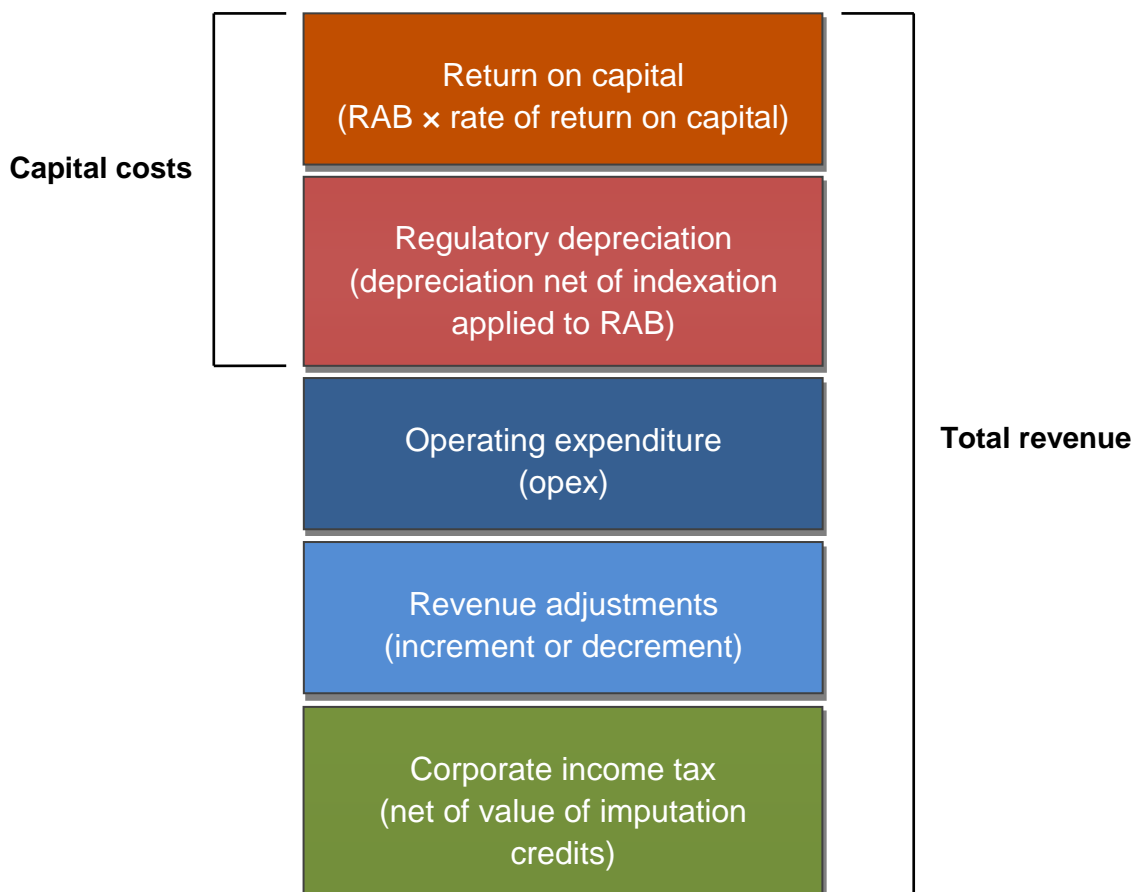 Return on capital
(RAB × rate of return on capital)
Capital costs
Regulatory depreciation
(depreciation net of indexation
applied to RAB)
Operating expenditure
(opex)
Total revenue
Revenue adjustments
(increment or decrement)
Corporate income tax
(net of value of imputation
credits)